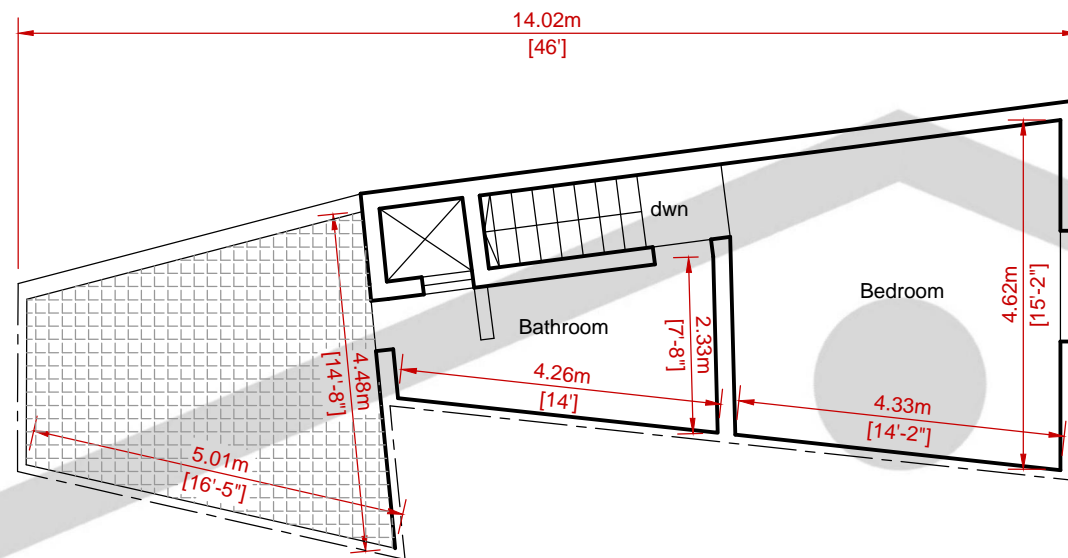 14.02m
[46']
dwn
Bedroom
4.62m
[15'-2"]
Bathroom
2.33m
[7'-8"]
4.48m
[14'-8"]
4.26m
[14']
4.33m
[14'-2"]
5.01m
[16'-5"]